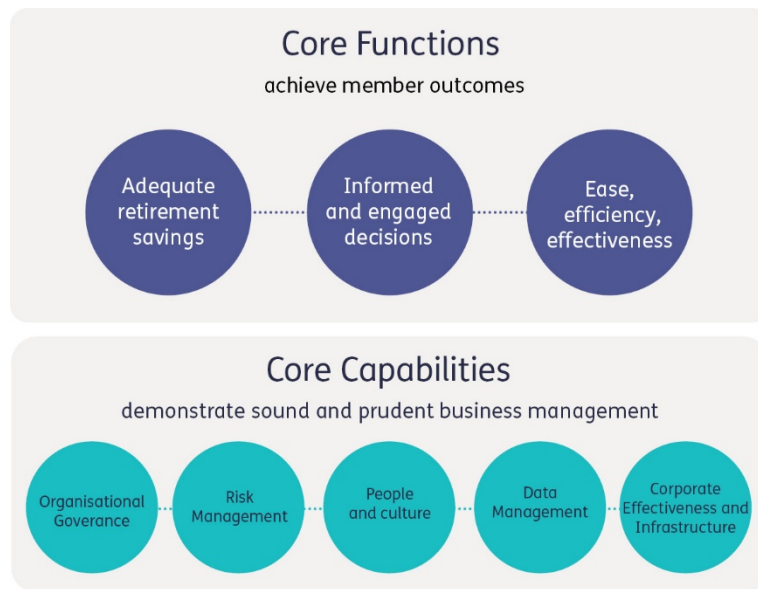 Core Functions
achieve member outcomes
Adequate
retirement
savings
Informed
and engaged
decisions
Ease,
efficiency,
effectiveness
Core Capabilities
demonstrate sound and prudent business management
Organisational
Goverance
Risk
Management
People
and culture
Data
Management
Corporate
Effectiveness and
Infrastructure